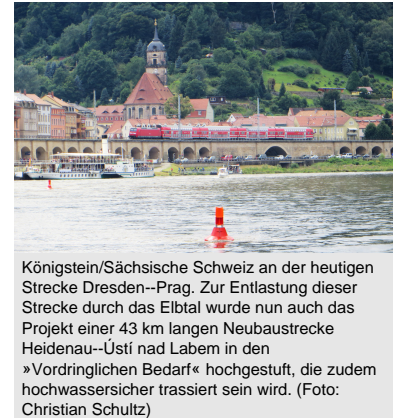 Königstein/Sächsische Schweiz an der heutigen
Strecke Dresden--Prag. Zur Entlastung dieser
Strecke durch das Elbtal wurde nun auch das
Projekt einer 43 km langen Neubaustrecke
Heidenau--Ústí nad Labem in den
»Vordringlichen Bedarf« hochgestuft, die zudem
hochwassersicher trassiert sein wird. (Foto:
Christian Schultz)